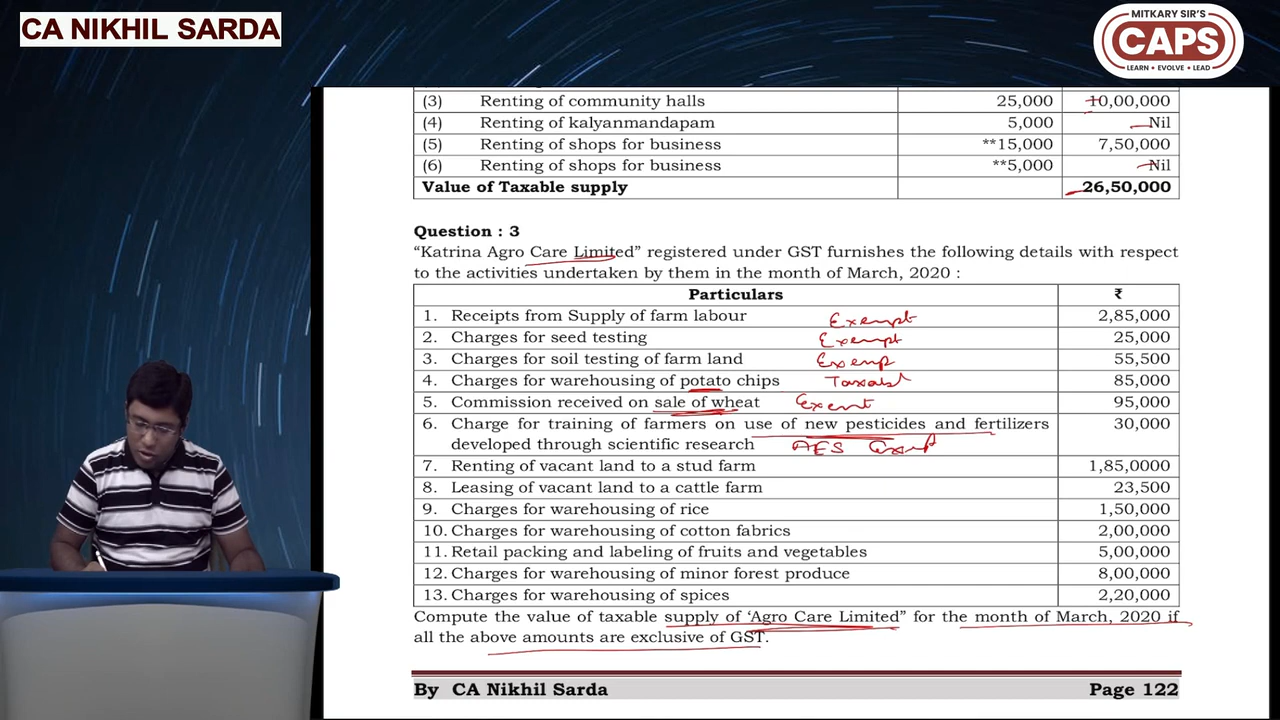 CA NIKHIL SARDA
MITKARY SIR'S
CAPS
LEARN • EVOLVE • LEAD
(3) Renting of community halls 25,000 10,00,000
(4) Renting of kalyanmandapam 5,000 Nil
(5) Renting of shops for business **15,000 7,50,000
(6) Renting of shops for business **5,000 Nil
Value of Taxable supply 26,50,000
Question : 3
“Katrina Agro Care Limited” registered under GST furnishes the following details with respect
to the activities undertaken by them in the month of March, 2020 :
Particulars ₹
1. Receipts from Supply of farm labour Exempt 2,85,000
2. Charges for seed testing Exempt 25,000
3. Charges for soil testing of farm land Exemp 55,500
4. Charges for warehousing of potato chips 85,000
5. Commission received on sale of wheat 95,000
6. Charge for training of farmers on use of new pesticides and fertilizers 30,000
developed through scientific research AES
7. Renting of vacant land to a stud farm 1,85,0000
8. Leasing of vacant land to a cattle farm 23,500
9. Charges for warehousing of rice 1,50,000
10. Charges for warehousing of cotton fabrics 2,00,000
11. Retail packing and labeling of fruits and vegetables 5,00,000
12. Charges for warehousing of minor forest produce 8,00,000
13. Charges for warehousing of spices 2,20,000
Compute the value of taxable supply of ‘Agro Care Limited” for the month of March, 2020 if
all the above amounts are exclusive of GST.
By CA Nikhil Sarda Page 122